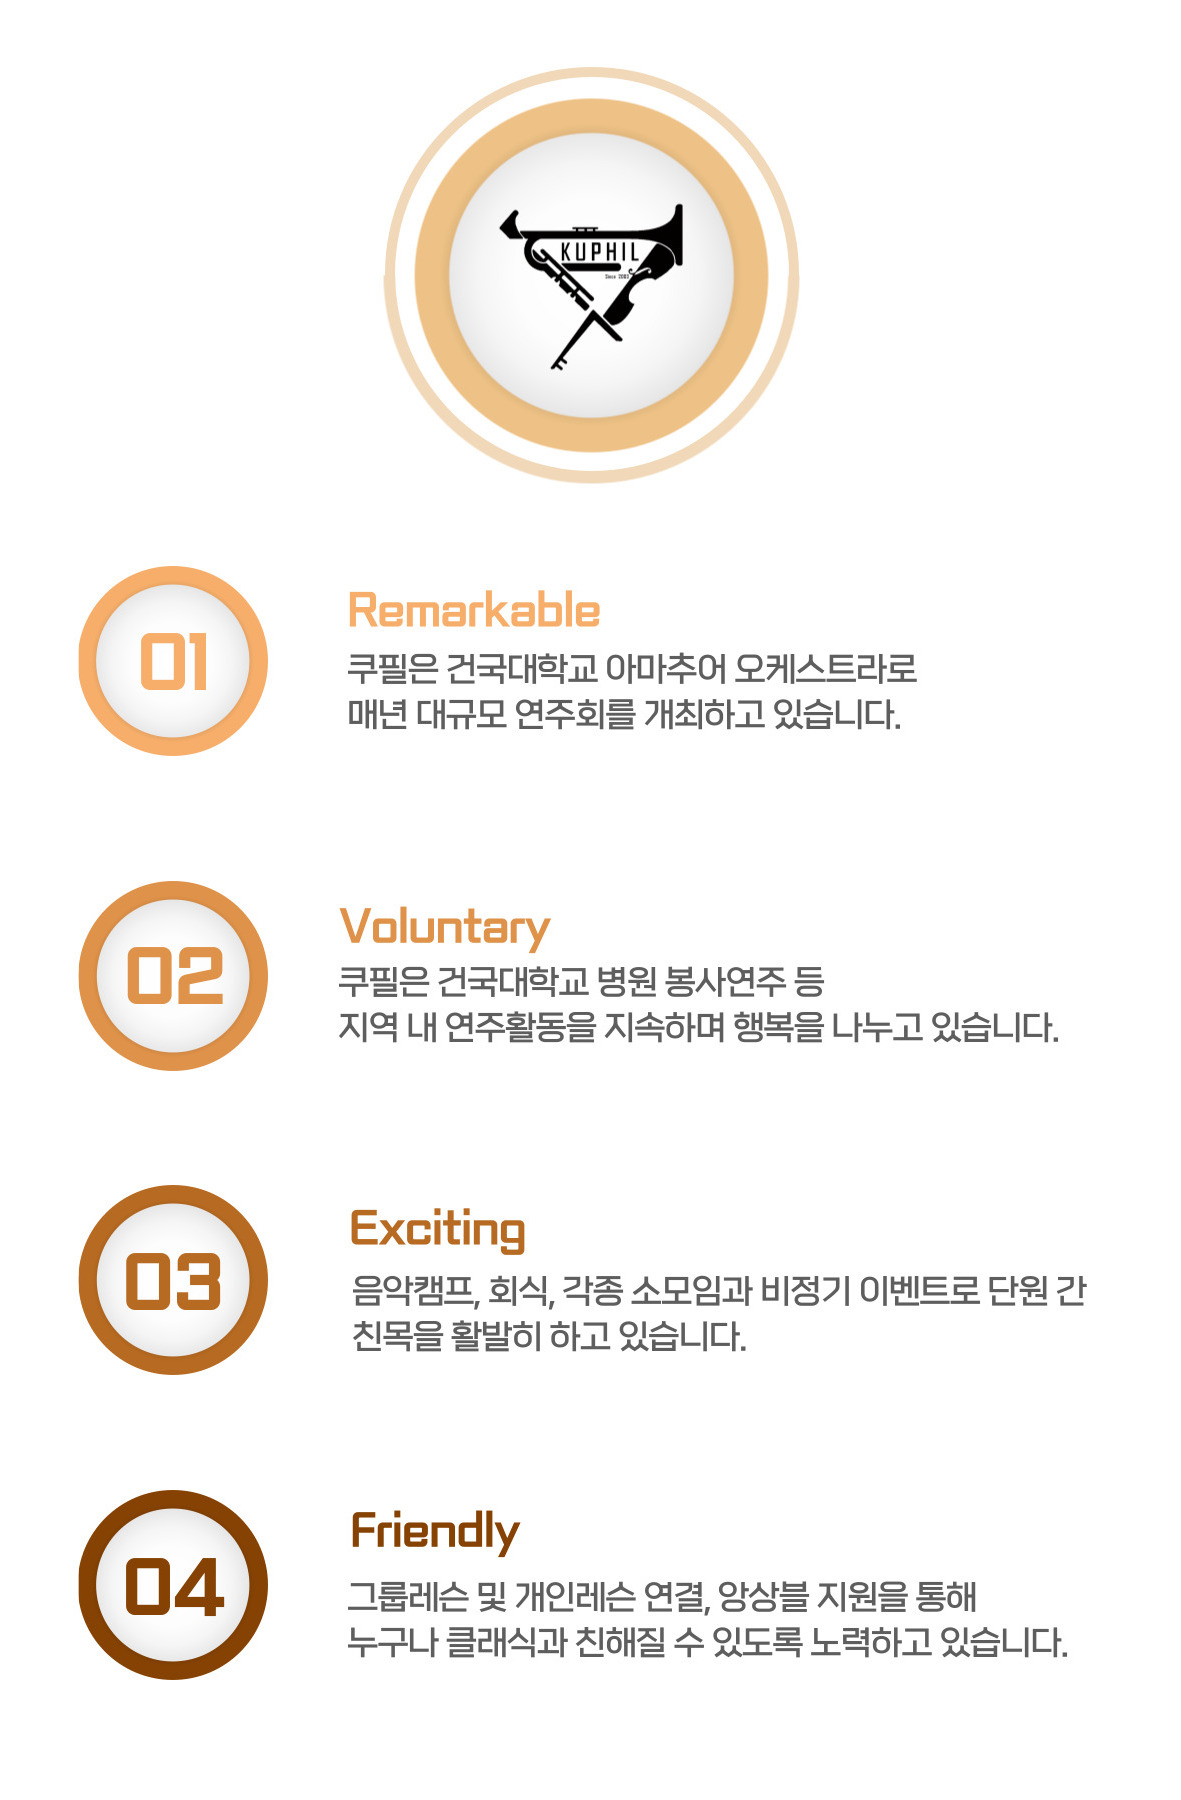 KUPHIL
Since 2003
01
Remarkable
쿠필은 건국대학교 아마추어 오케스트라로
매년 대규모 연주회를 개최하고 있습니다.
02
Voluntary
쿠필은 건국대학교 병원 봉사연주 등
지역 내 연주활동을 지속하며 행복을 나누고 있습니다.
03
Exciting
음악캠프, 회식, 각종 소모임과 비정기 이벤트로 단원 간
친목을 활발히 하고 있습니다.
04
Friendly
그룹레슨 및 개인레슨 연결, 앙상블 지원을 통해
누구나 클래식과 친해질 수 있도록 노력하고 있습니다.